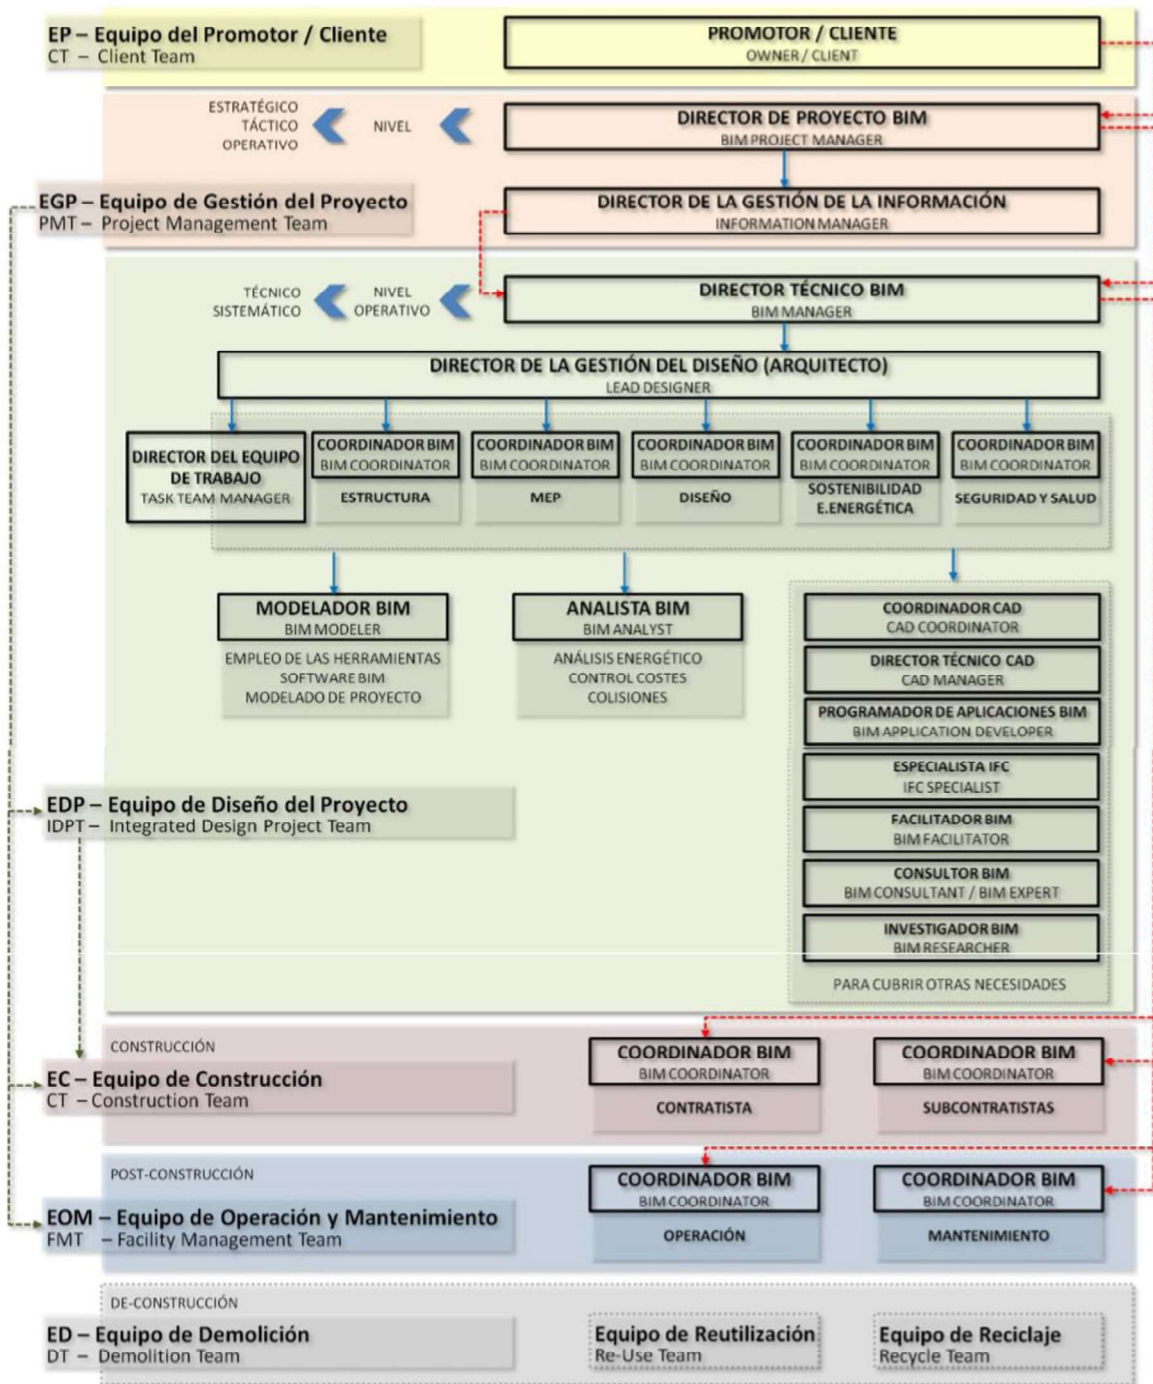 EP – Equipo del Promotor / Cliente
CT – Client Team
PROMOTOR / CLIENTE
OWNER / CLIENT
ESTRATÉGICO
TÁCTICO
OPERATIVO
NIVEL
DIRECTOR DE PROYECTO BIM
BIM PROJECT MANAGER
EGP – Equipo de Gestión del Proyecto
PMT – Project Management Team
DIRECTOR DE LA GESTIÓN DE LA INFORMACIÓN
INFORMATION MANAGER
TÉCNICO
SISTEMÁTICO
NIVEL
OPERATIVO
DIRECTOR TÉCNICO BIM
BIM MANAGER
DIRECTOR DE LA GESTIÓN DEL DISEÑO (ARQUITECTO)
LEAD DESIGNER
DIRECTOR DEL EQUIPO
DE TRABAJO
TASK TEAM MANAGER
COORDINADOR BIM
BIM COORDINATOR
ESTRUCTURA
COORDINADOR BIM
BIM COORDINATOR
MEP
COORDINADOR BIM
BIM COORDINATOR
DISEÑO
COORDINADOR BIM
BIM COORDINATOR
SOSTENIBILIDAD
E.ENERGÉTICA
COORDINADOR BIM
BIM COORDINATOR
SEGURIDAD Y SALUD
MODELADOR BIM
BIM MODELER
EMPLEO DE LAS HERRAMIENTAS
SOFTWARE BIM
MODELADO DE PROYECTO
ANALISTA BIM
BIM ANALYST
ANÁLISIS ENERGÉTICO
CONTROL COSTES
COLISIONES
COORDINADOR CAD
CAD COORDINATOR
DIRECTOR TÉCNICO CAD
CAD MANAGER
PROGRAMADOR DE APLICACIONES BIM
BIM APPLICATION DEVELOPER
ESPECIALISTA IFC
IFC SPECIALIST
FACILITADOR BIM
BIM FACILITATOR
CONSULTOR BIM
BIM CONSULTANT / BIM EXPERT
INVESTIGADOR BIM
BIM RESEARCHER
PARA CUBRIR OTRAS NECESIDADES
EDP – Equipo de Diseño del Proyecto
IDPT – Integrated Design Project Team
CONSTRUCCIÓN
EC – Equipo de Construcción
CT – Construction Team
COORDINADOR BIM
BIM COORDINATOR
CONTRATISTA
COORDINADOR BIM
BIM COORDINATOR
SUBCONTRATISTAS
POST-CONSTRUCCIÓN
EOM – Equipo de Operación y Mantenimiento
FMT – Facility Management Team
COORDINADOR BIM
BIM COORDINATOR
OPERACIÓN
COORDINADOR BIM
BIM COORDINATOR
MANTENIMIENTO
DE-CONSTRUCCIÓN
ED – Equipo de Demolición
DT – Demolition Team
Equipo de Reutilización
Re-Use Team
Equipo de Reciclaje
Recycle Team